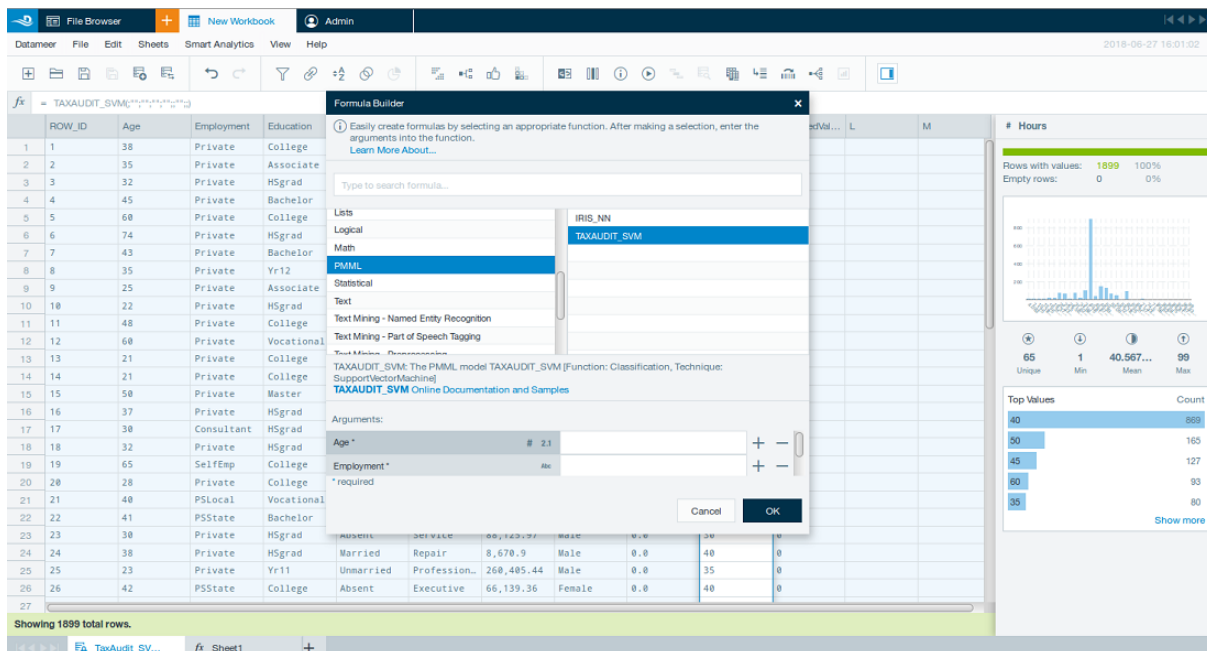 File Browser
New Workbook
Admin
Datameer File Edit Sheets Smart Analytics View Help
2018-06-27 16:01:02
fx = TAXAUDIT_SVM(
Formula Builder
Easily create formulas by selecting an appropriate function. After making a selection, enter the
arguments into the function.
Learn More About...
Type to search formula...
Lists
Logical
Math
PMML
Statistical
Text
Text Mining - Named Entity Recognition
Text Mining - Part of Speech Tagging
IRIS_NN
TAXAUDIT_SVM
TAXAUDIT_SVM: The PMML model TAXAUDIT_SVM [Function: Classification, Technique:
SupportVectorMachine]
TAXAUDIT_SVM Online Documentation and Samples
Arguments:
Age * # 2.1
Employment * Abc
* required
Cancel OK
ROW_ID Age Employment Education L M
1 1 38 Private College
2 2 35 Private Associate
3 3 32 Private HSgrad
4 4 45 Private Bachelor
5 5 60 Private College
6 6 74 Private HSgrad
7 7 43 Private Bachelor
8 8 35 Private Yr12
9 9 25 Private Associate
10 10 22 Private HSgrad
11 11 48 Private College
12 12 60 Private Vocational
13 13 21 Private College
14 14 21 Private College
15 15 50 Private Master
16 16 37 Private HSgrad
17 17 30 Consultant HSgrad
18 18 32 Private HSgrad
19 19 65 SelfEmp College
20 20 28 Private College
21 21 40 PSLocal Vocational
22 22 41 PSState Bachelor
23 23 30 Private HSgrad Absent Service 88,125.97 Male 0.0 50 0
24 24 38 Private HSgrad Married Repair 8,670.9 Male 0.0 40 0
25 25 23 Private Yr11 Unmarried Profession... 260,405.44 Male 0.0 35 0
26 26 42 PSState College Absent Executive 66,139.36 Female 0.0 40 0
27
Showing 1899 total rows.
TaxAudit_SV... fx Sheet1 +
# Hours
Rows with values: 1899 100%
Empty rows: 0 0%
65 1 40.567... 99
Unique Min Mean Max
Top Values Count
40 869
50 165
45 127
60 93
35 80
Show more